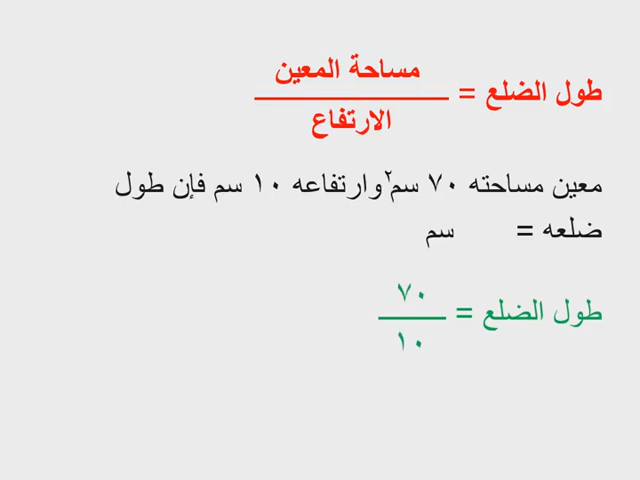 طول الضلع = مساحة المعين
الارتفاع
معين مساحته ٧٠ سم٢ وارتفاعه ١٠ سم فإن طول
ضلعه = سم
طول الضلع = ٧٠
١٠